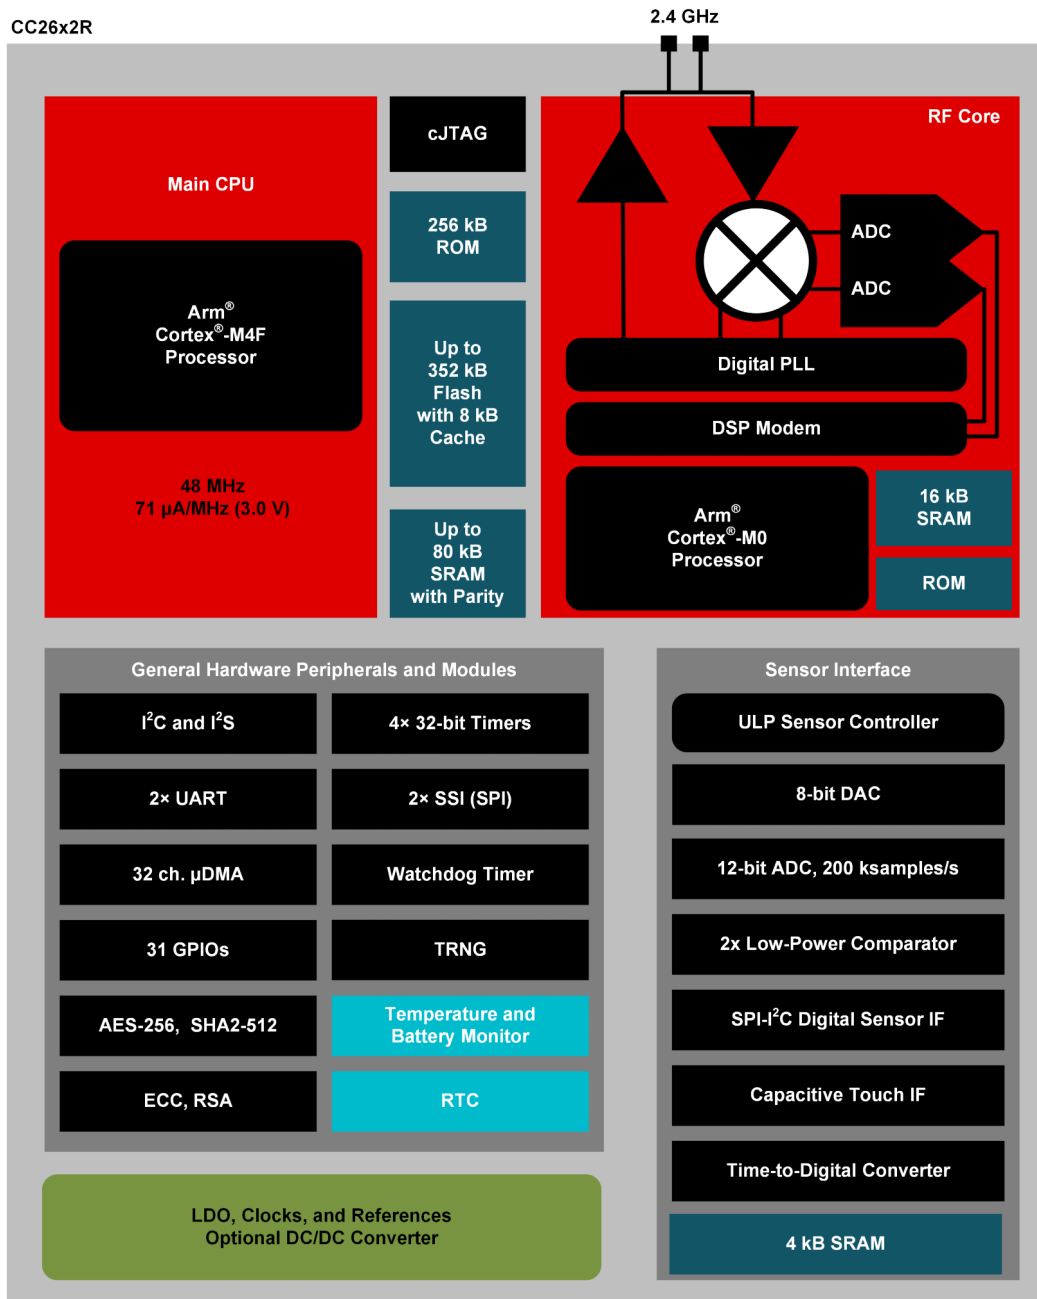 CC26x2R
2.4 GHz
Main CPU
Arm®
Cortex®-M4F
Processor
48 MHz
71 µA/MHz (3.0 V)
cJTAG
256 kB
ROM
Up to
352 kB
Flash
with 8 kB
Cache
Up to
80 kB
SRAM
with Parity
RF Core
ADC
ADC
Digital PLL
DSP Modem
Arm®
Cortex®-M0
Processor
16 kB
SRAM
ROM
General Hardware Peripherals and Modules
I²C and I²S
4× 32-bit Timers
2× UART
2× SSI (SPI)
32 ch. µDMA
Watchdog Timer
31 GPIOs
TRNG
AES-256, SHA2-512
Temperature and
Battery Monitor
ECC, RSA
RTC
LDO, Clocks, and References
Optional DC/DC Converter
Sensor Interface
ULP Sensor Controller
8-bit DAC
12-bit ADC, 200 ksamples/s
2x Low-Power Comparator
SPI-I²C Digital Sensor IF
Capacitive Touch IF
Time-to-Digital Converter
4 kB SRAM